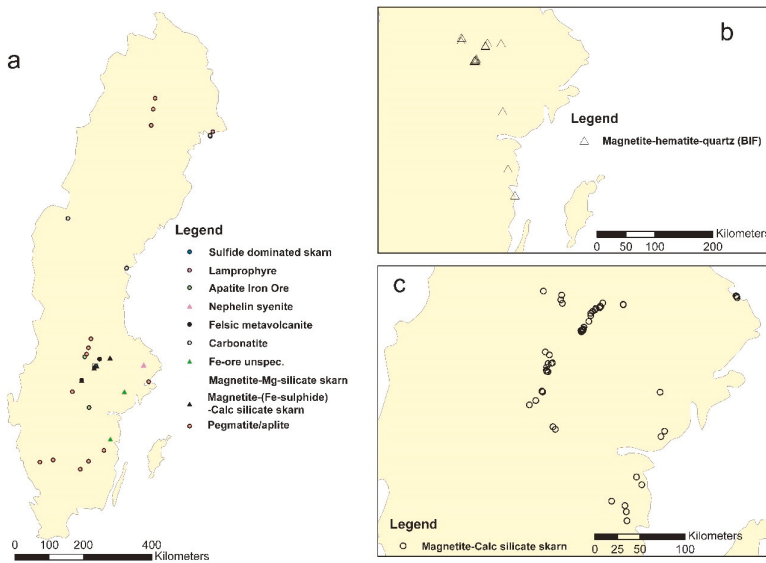 a
Legend
Sulfide dominated skarn
Lamprophyre
Apatite Iron Ore
Nephelin syenite
Felsic metavolcanite
Carbonatite
Fe-ore unspec.
Magnetite-Mg-silicate skarn
Magnetite-(Fe-sulphide)
-Calc silicate skarn
Pegmatite/aplite
0 100 200 400
Kilometers
b
Legend
Magnetite-hematite-quartz (BIF)
Kilometers
0 50 100 200
c
Legend
Magnetite-Calc silicate skarn
Kilometers
0 25 50 100